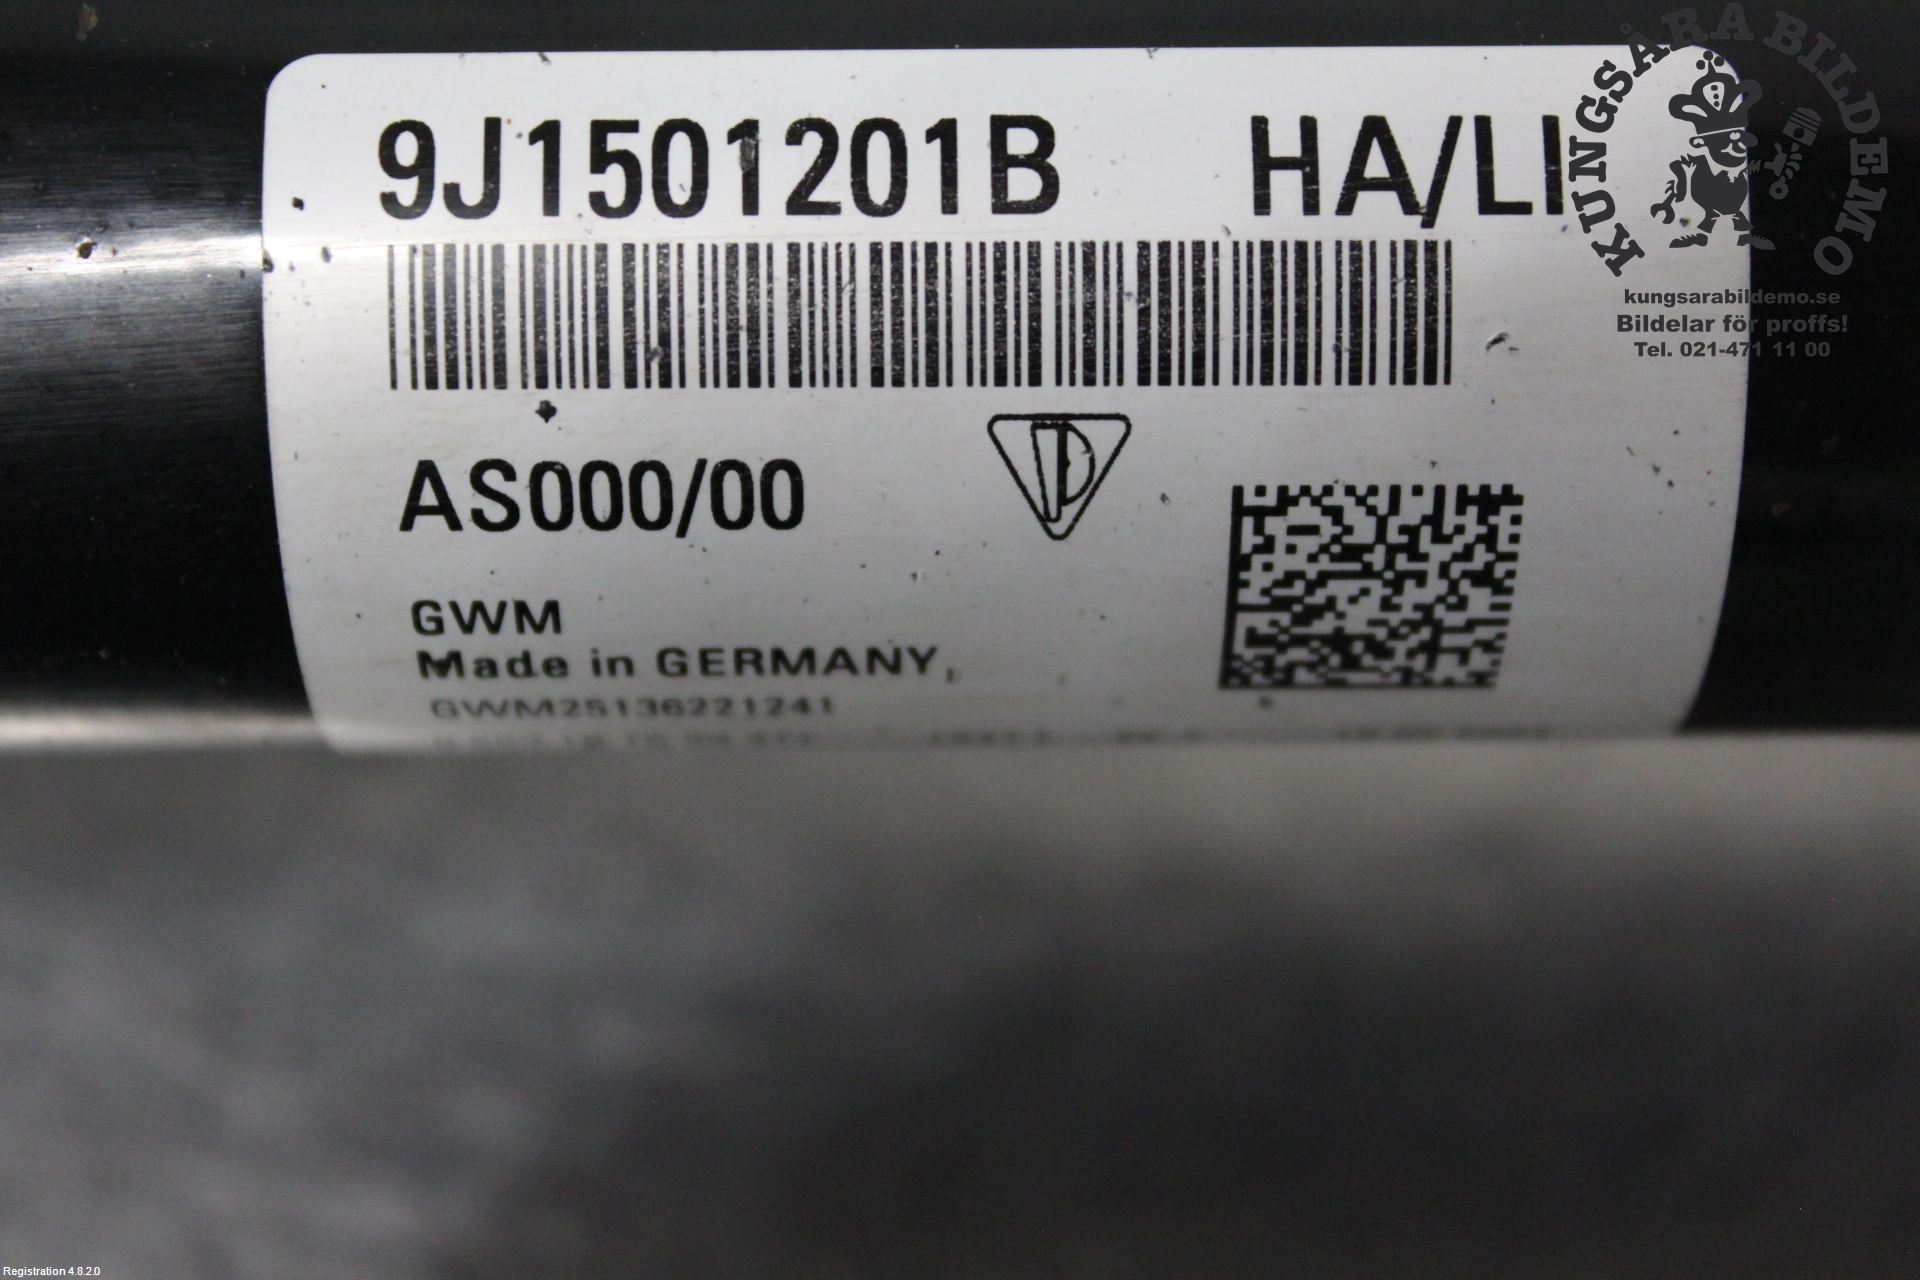 9J1501201B HA/LI
AS000/00
GWM
Made in GERMANY,
GWM25136221241
KUNGSÅRA BILDEMO
kungsarabildemo.se
Bildelar för proffs!
Tel. 021-471 11 00
Registration 4.8.2.0